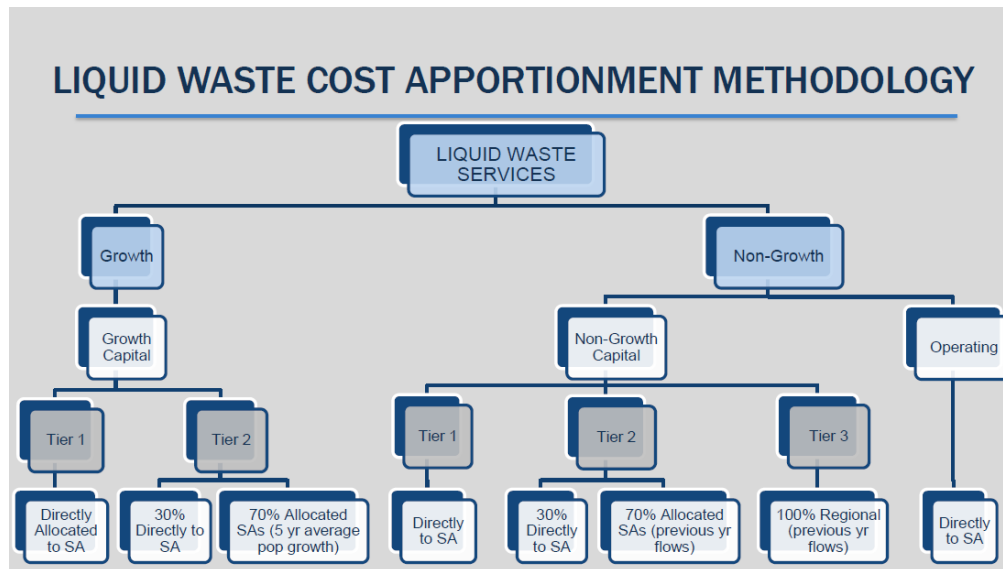 LIQUID WASTE COST APPORTIONMENT METHODOLOGY
LIQUID WASTE
SERVICES
Growth
Non-Growth
Growth
Capital
Non-Growth
Capital
Operating
Tier 1
Tier 2
Tier 1
Tier 2
Tier 3
Directly
Allocated
to SA
30%
Directly to
SA
70% Allocated
SAs (5 yr average
pop growth)
Directly
to SA
30%
Directly
to SA
70% Allocated
SAs (previous yr
flows)
100% Regional
(previous yr
flows)
Directly
to SA